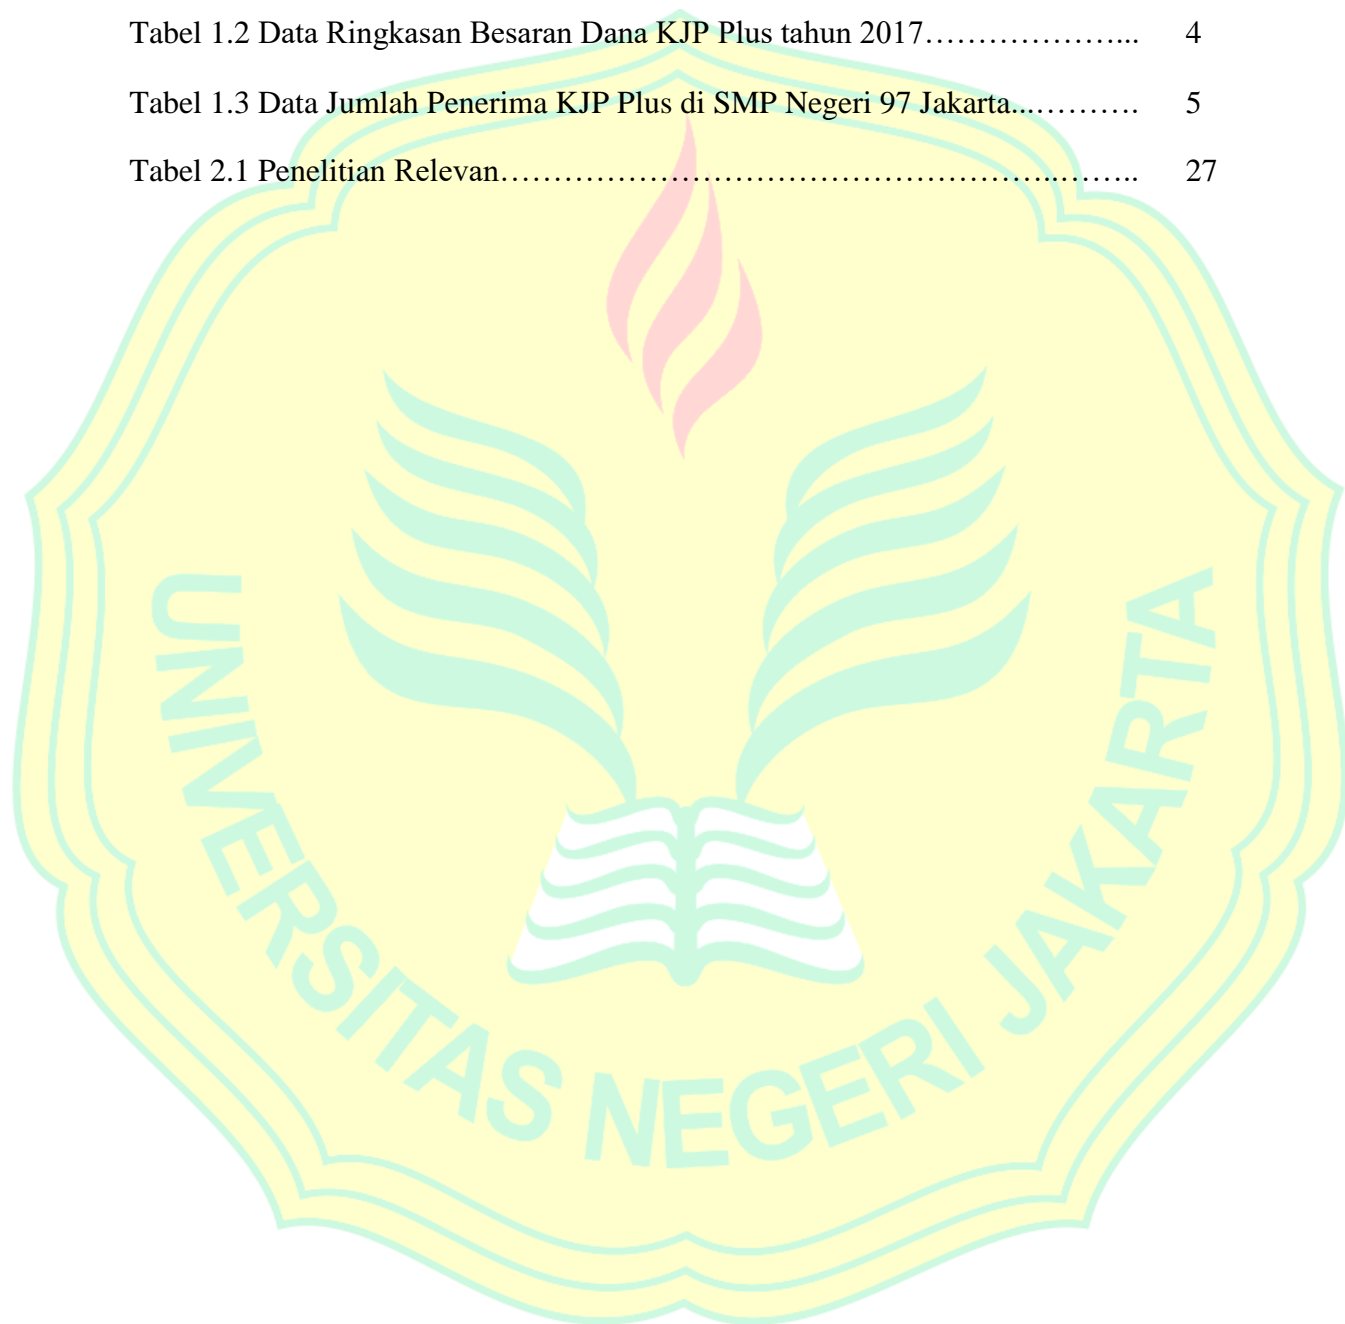 Tabel 1.2 Data Ringkasan Besaran Dana KJP Plus tahun 2017………………... 4
Tabel 1.3 Data Jumlah Penerima KJP Plus di SMP Negeri 97 Jakarta...………. 5
Tabel 2.1 Penelitian Relevan………………………………………………….. 27
UNIVERSITAS NEGERI JAKARTA